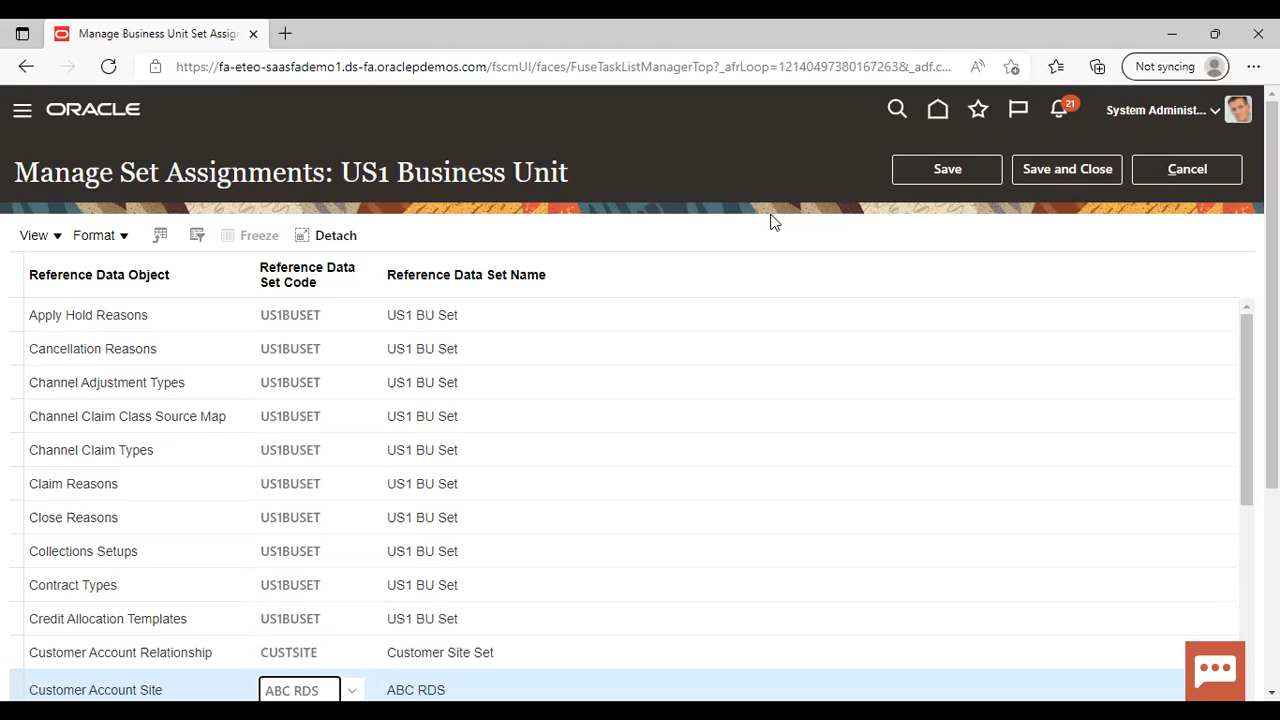 Manage Business Unit Set Assig
https://fa-eteo-saasfademo1.ds-fa.oraclepdemos.com/fscmUI/faces/FuseTaskListManagerTop?_afrLoop=1214049738016726 3&_adf.c...
Not syncing
ORACLE
21
System Administ...
Manage Set Assignments: US1 Business Unit
Save
Save and Close
Cancel
View
Format
Freeze
Detach
Reference Data Object
Reference Data Set Code
Reference Data Set Name
Apply Hold Reasons US1BUSET US1 BU Set
Cancellation Reasons US1BUSET US1 BU Set
Channel Adjustment Types US1BUSET US1 BU Set
Channel Claim Class Source Map US1BUSET US1 BU Set
Channel Claim Types US1BUSET US1 BU Set
Claim Reasons US1BUSET US1 BU Set
Close Reasons US1BUSET US1 BU Set
Collections Setups US1BUSET US1 BU Set
Contract Types US1BUSET US1 BU Set
Credit Allocation Templates US1BUSET US1 BU Set
Customer Account Relationship CUSTSITE Customer Site Set
Customer Account Site ABC RDS ABC RDS